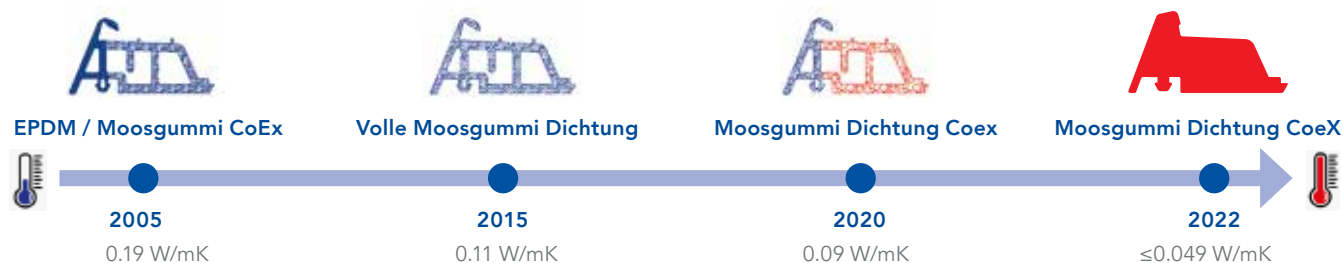 EPDM / Moosgummi CoEx
Volle Moosgummi Dichtung
Moosgummi Dichtung Coex
Moosgummi Dichtung CoeX
2005
2015
2020
2022
0.19 W/mK
0.11 W/mK
0.09 W/mK
≤0.049 W/mK